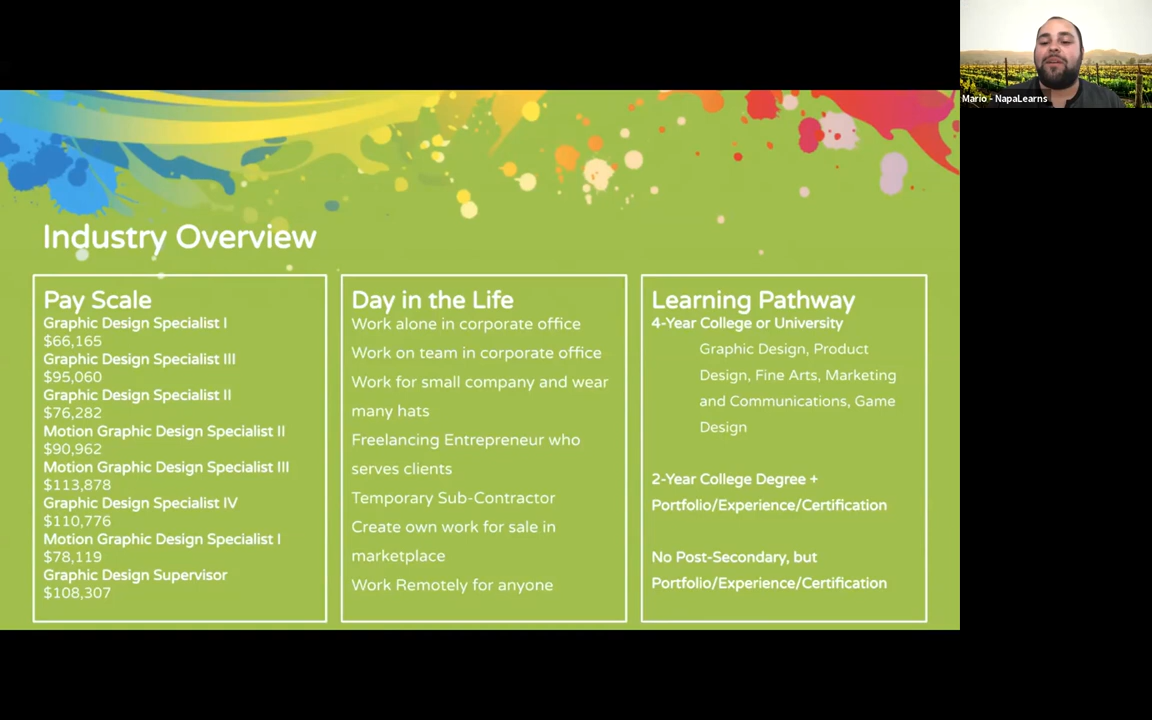 Mario - NapaLearns
Industry Overview
Pay Scale
Graphic Design Specialist I
$66,165
Graphic Design Specialist III
$95,060
Graphic Design Specialist II
$76,282
Motion Graphic Design Specialist II
$90,962
Motion Graphic Design Specialist III
$113,878
Graphic Design Specialist IV
$110,776
Motion Graphic Design Specialist I
$78,119
Graphic Design Supervisor
$108,307
Day in the Life
Work alone in corporate office
Work on team in corporate office
Work for small company and wear
many hats
Freelancing Entrepreneur who
serves clients
Temporary Sub-Contractor
Create own work for sale in
marketplace
Work Remotely for anyone
Learning Pathway
4-Year College or University
Graphic Design, Product
Design, Fine Arts, Marketing
and Communications, Game
Design
2-Year College Degree +
Portfolio/Experience/Certification
No Post-Secondary, but
Portfolio/Experience/Certification